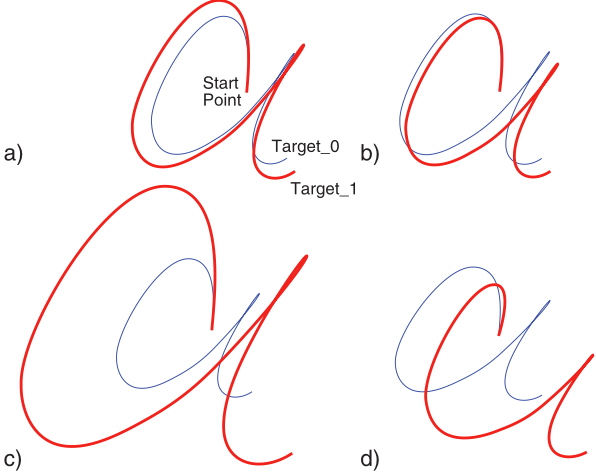 Start
Point
a)
Target_0
b)
Target_1
c)
d)